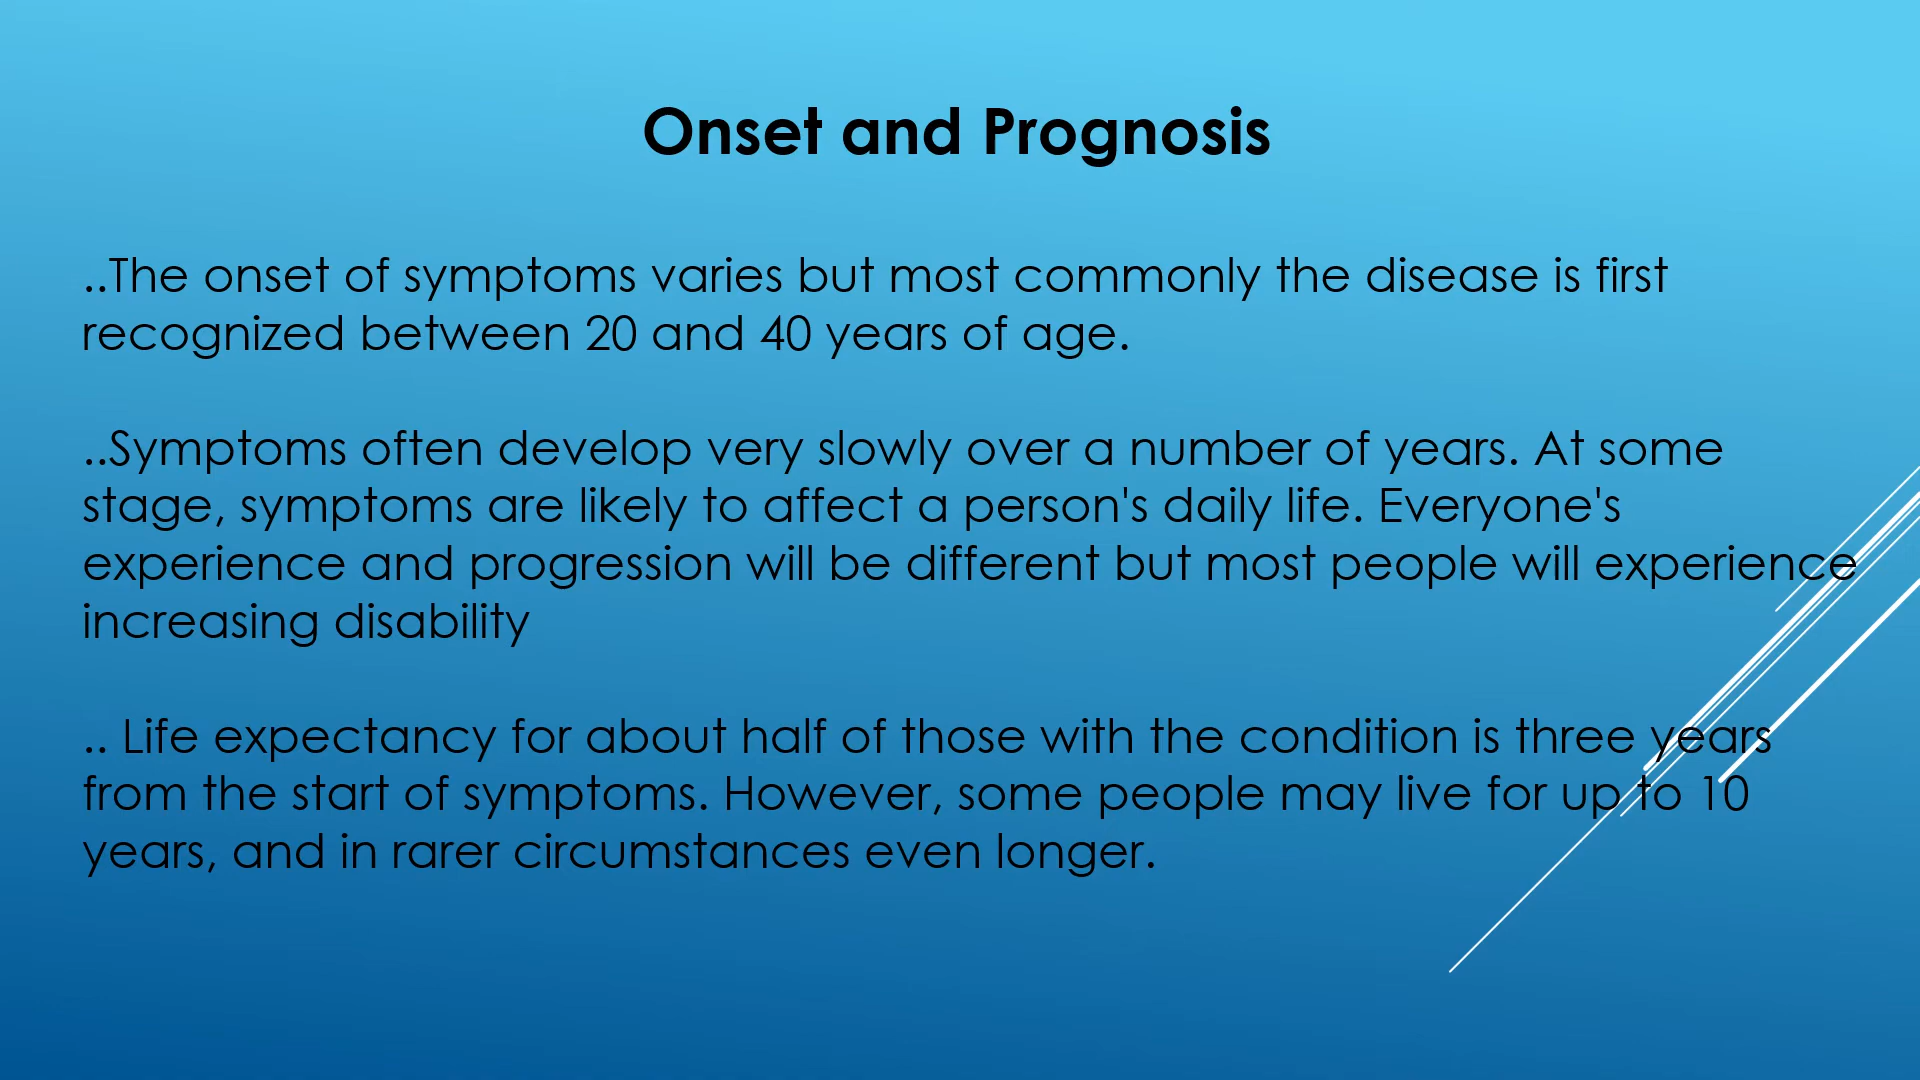 Onset and Prognosis
..The onset of symptoms varies but most commonly the disease is first
recognized between 20 and 40 years of age.
..Symptoms often develop very slowly over a number of years. At some
stage, symptoms are likely to affect a person's daily life. Everyone's
experience and progression will be different but most people will experience
increasing disability
.. Life expectancy for about half of those with the condition is three years
from the start of symptoms. However, some people may live for up to 10
years, and in rarer circumstances even longer.